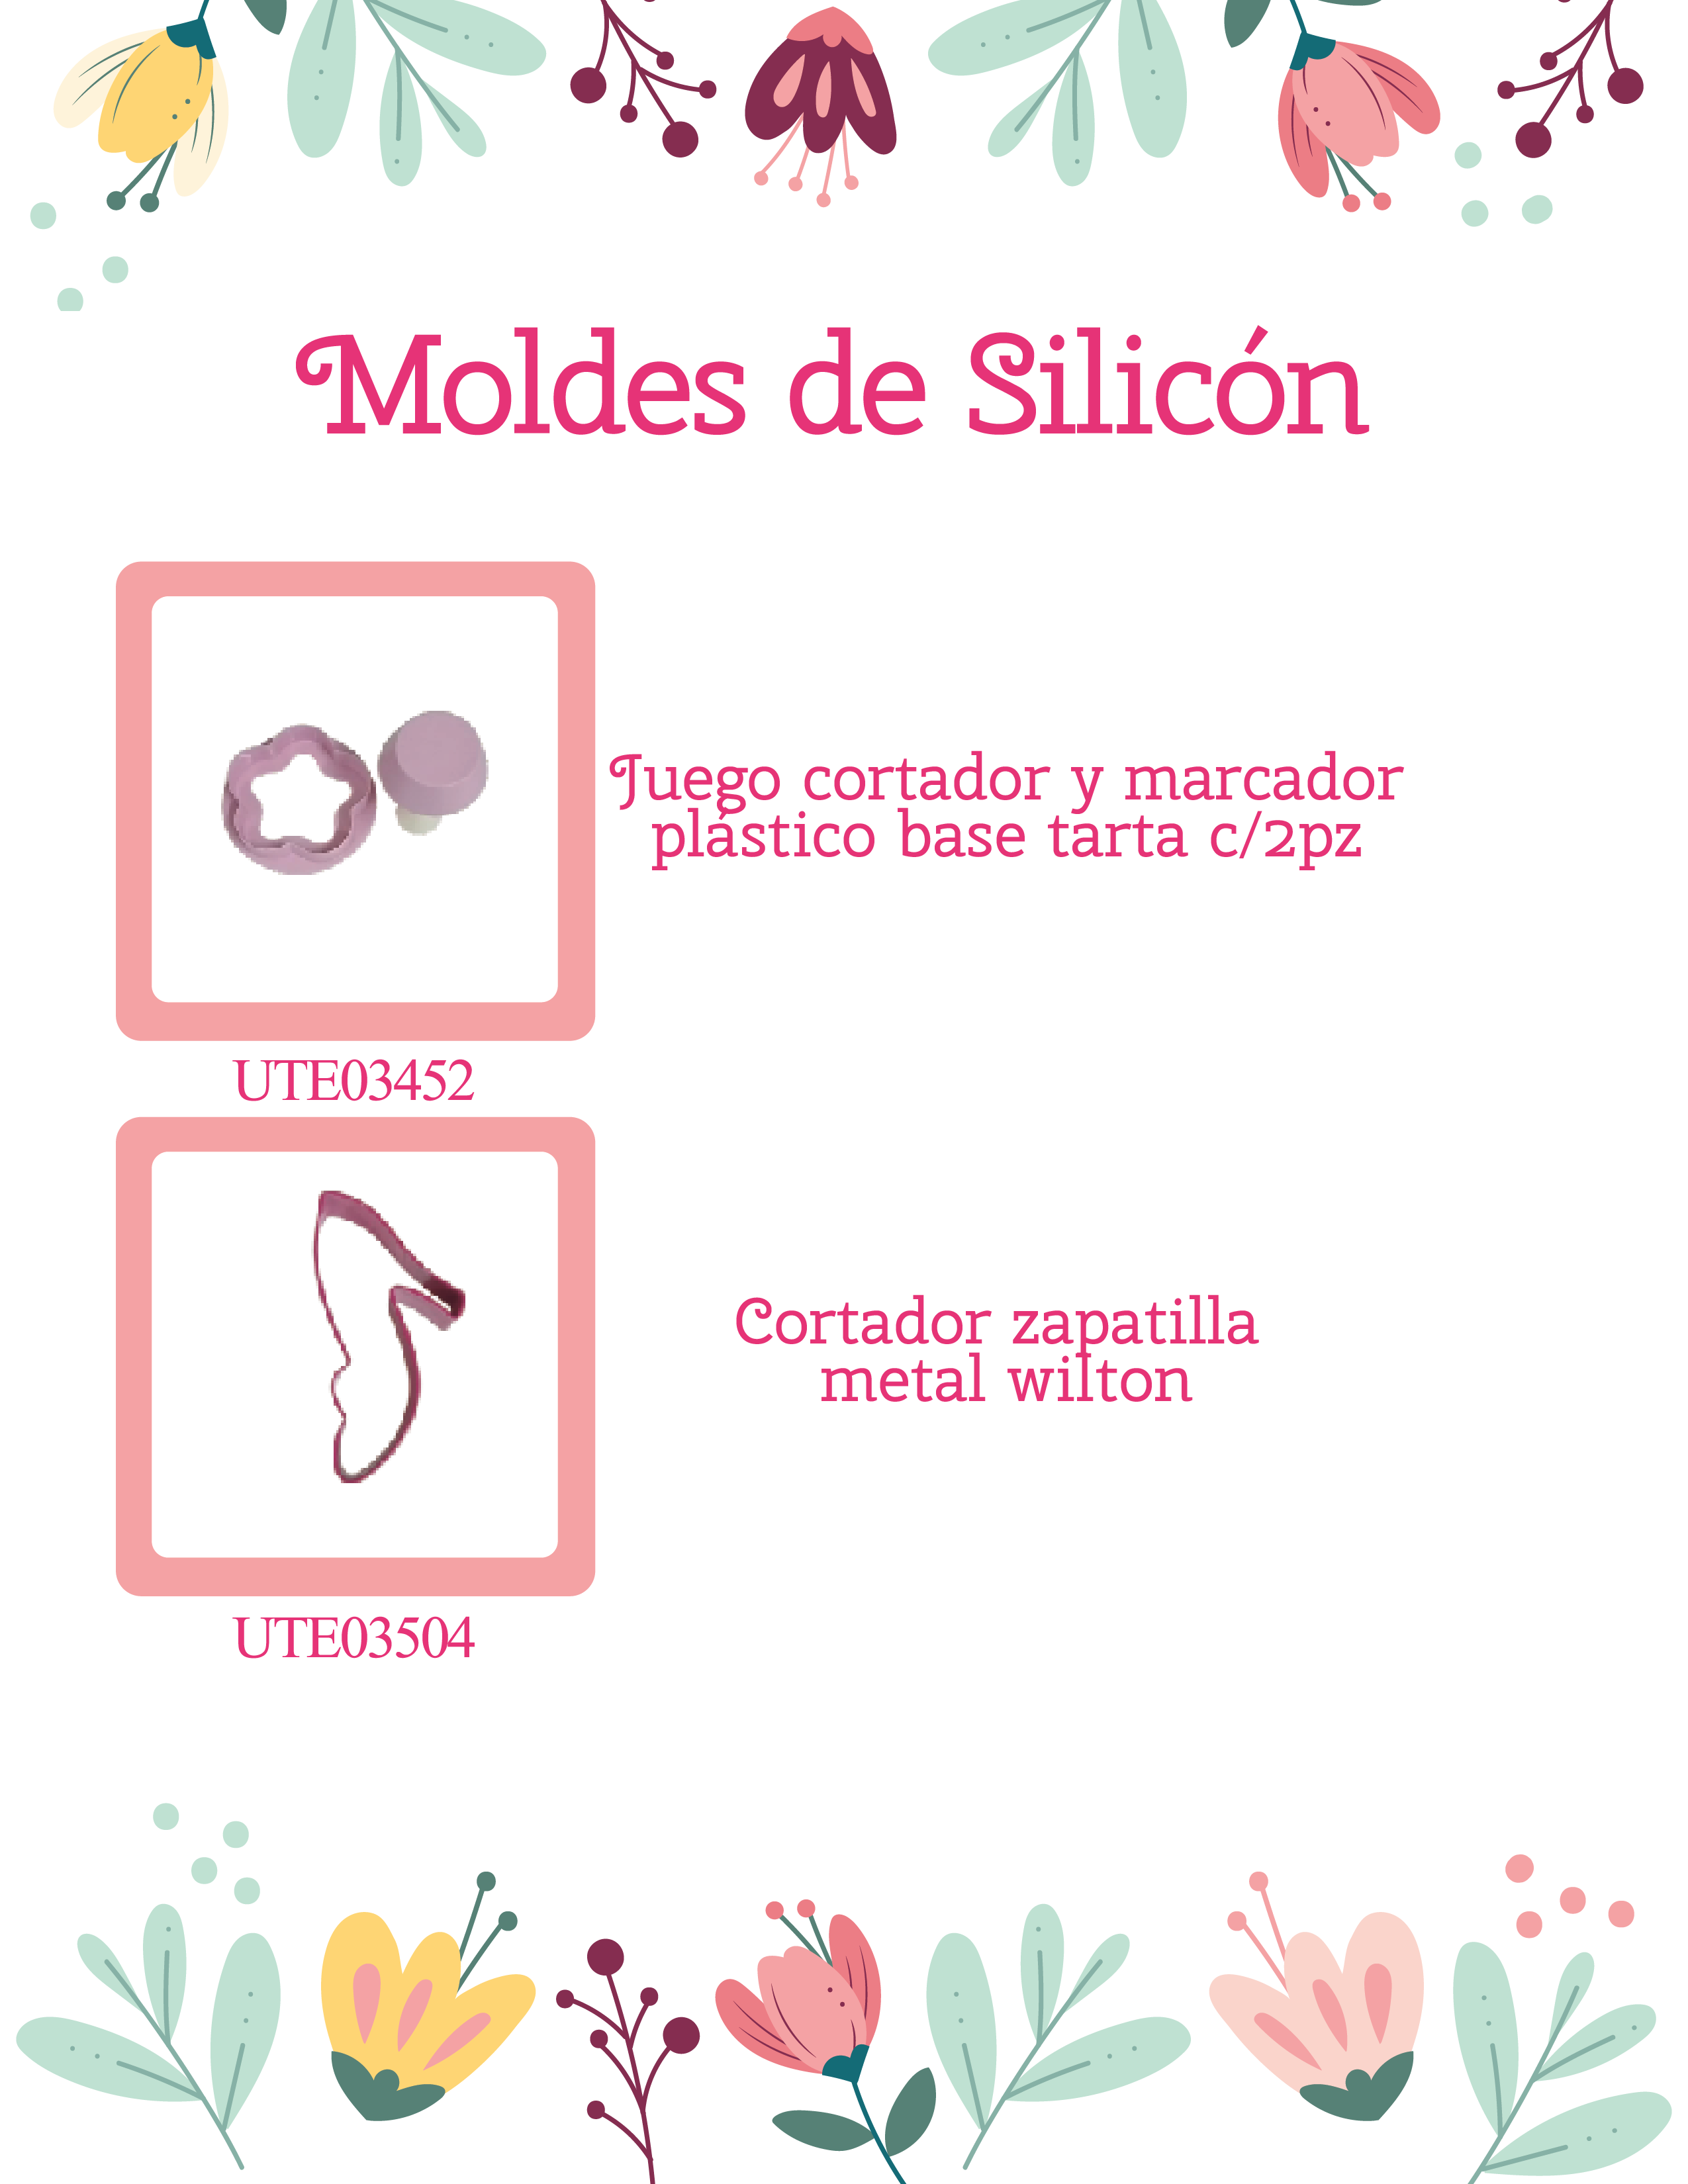 Moldes de Silicón
Juego cortador y marcador
plástico base tarta c/2pz
UTE03452
Cortador zapatilla
metal wilton
UTE03504